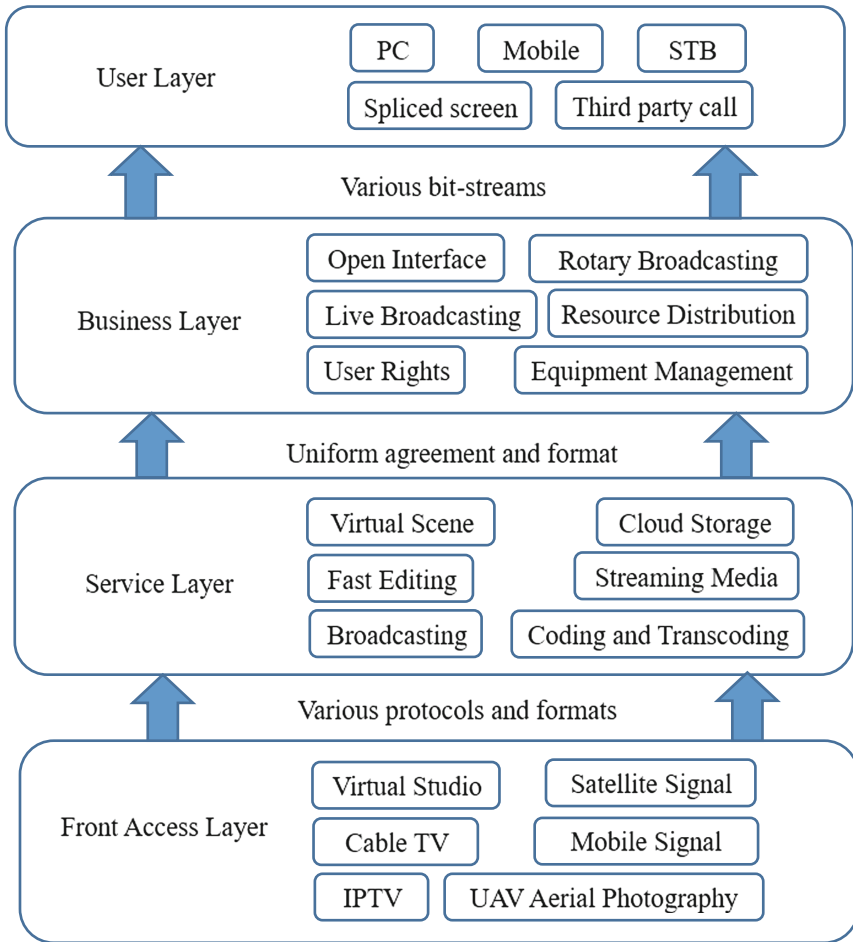 PC
Mobile
STB
User Layer
Spliced screen
Third party call
Various bit-streams
Open Interface
Rotary Broadcasting
Business Layer
Live Broadcasting
Resource Distribution
User Rights
Equipment Management
Uniform agreement and format
Virtual Scene
Cloud Storage
Service Layer
Fast Editing
Streaming Media
Broadcasting
Coding and Transcoding
Various protocols and formats
Virtual Studio
Satellite Signal
Front Access Layer
Cable TV
Mobile Signal
IPTV
UAV Aerial Photography